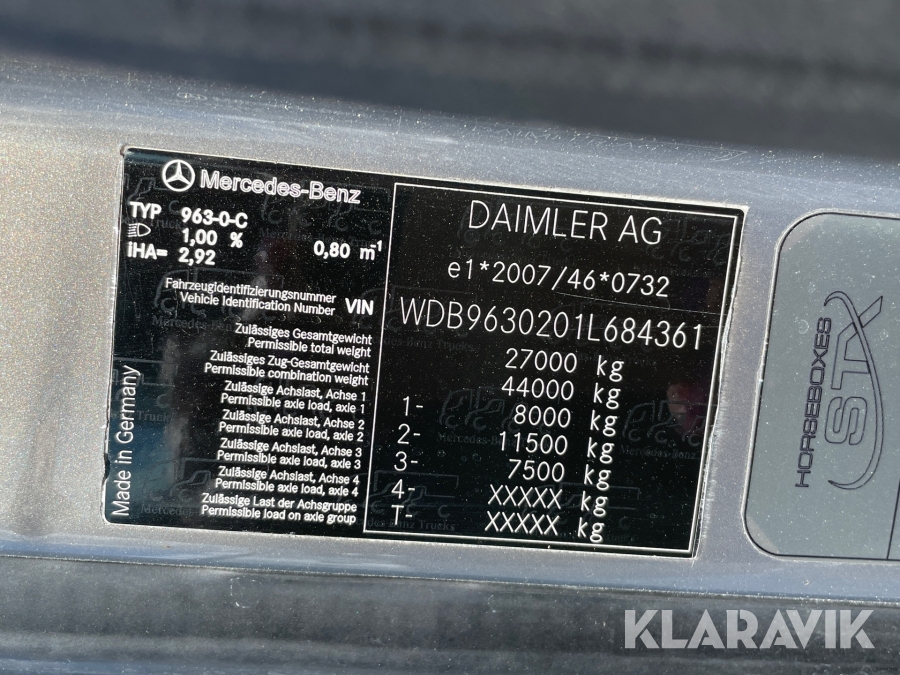 Mercedes-Benz
TYP 963-0-C
1,00 % 0,80 m⁻¹
iHA= 2,92
Fahrzeugidentifizierungsnummer
Vehicle Identification Number VIN
Zulässiges Gesamtgewicht
Permissible total weight
Zulässiges Zug-Gesamtgewicht
Permissible combination weight
Zulässige Achslast, Achse 1
Permissible axle load, axle 1
Zulässige Achslast, Achse 2
Permissible axle load, axle 2
Zulässige Achslast, Achse 3
Permissible axle load, axle 3
Zulässige Achslast, Achse 4
Permissible axle load, axle 4
Zulässige Last der Achsgruppe
Permissible load on axle group
Made in Germany
DAIMLER AG
e1*2007/46*0732
WDB9630201L684361
27000 kg
44000 kg
1- 8000 kg
2- 11500 kg
3- 7500 kg
4- XXXXX kg
T- XXXXX kg
HORSEBOXES
STX
KLARAVIK